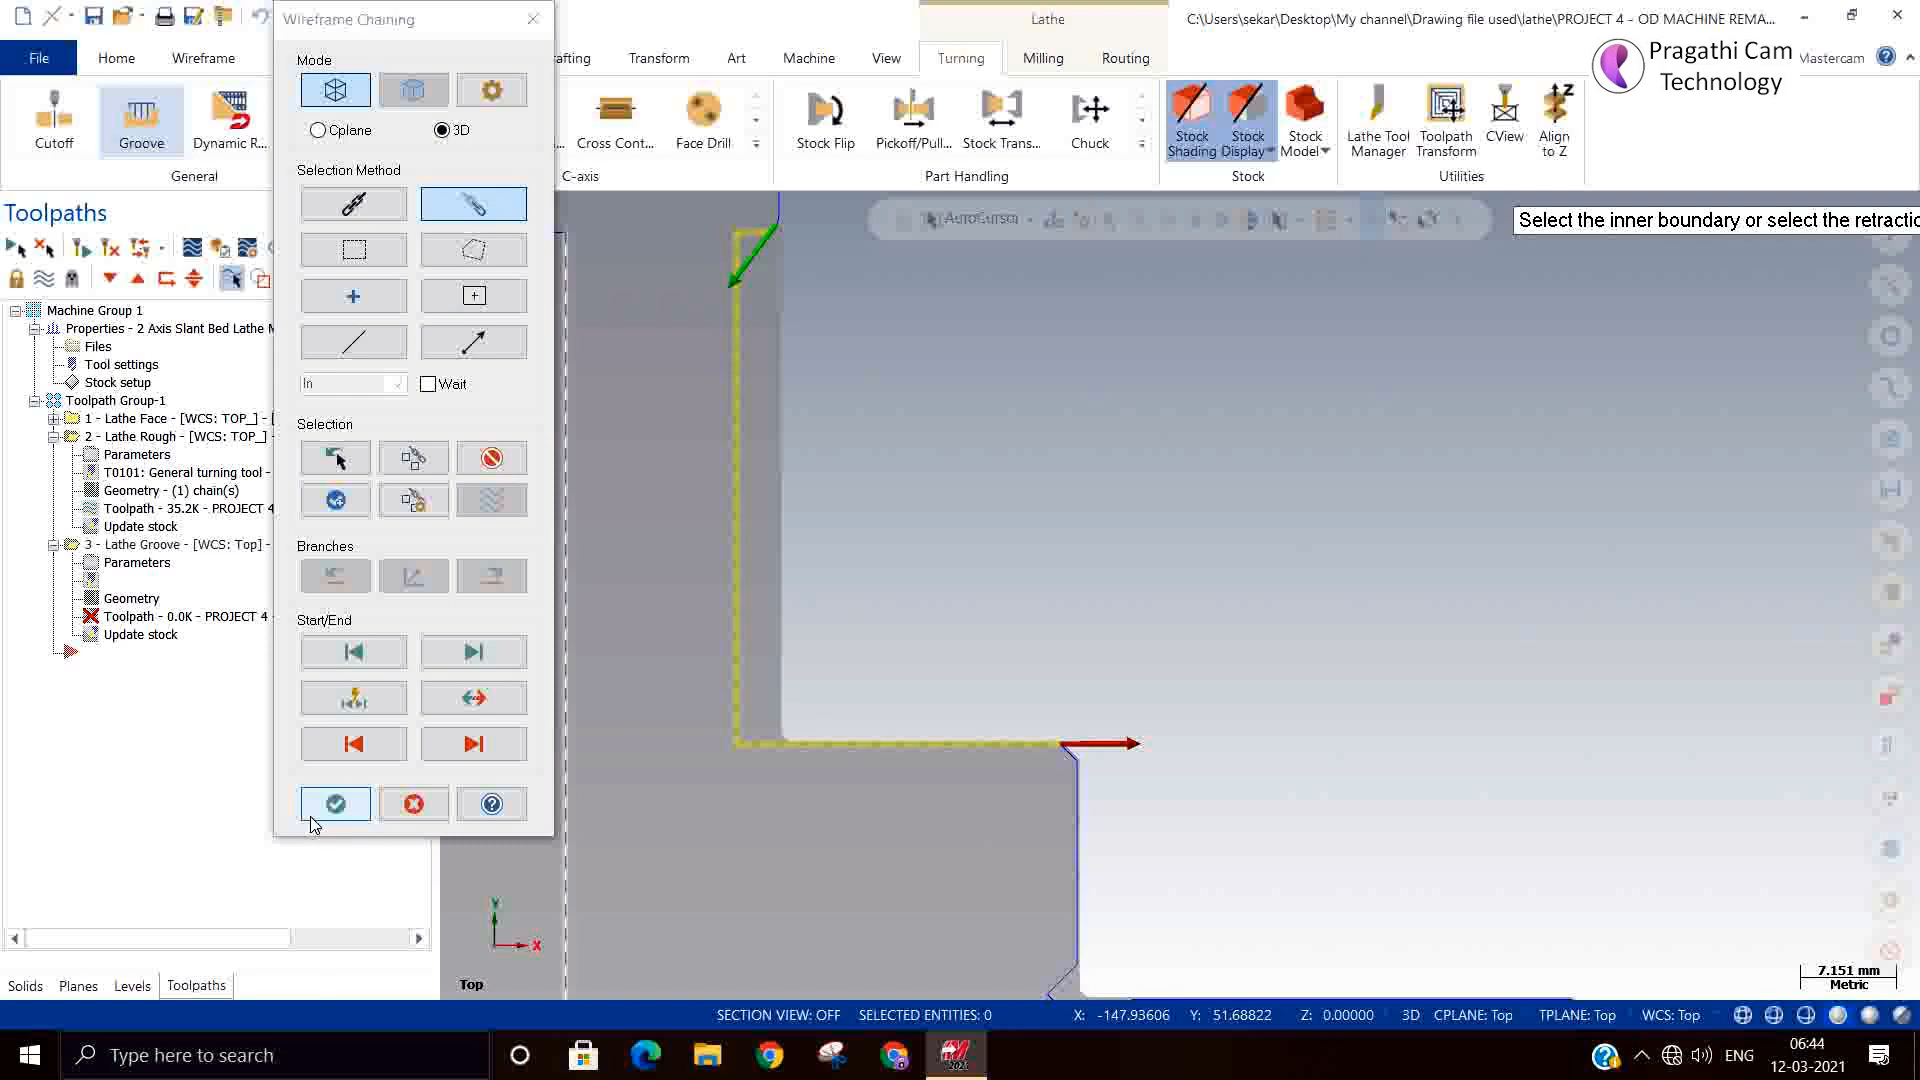 Wireframe Chaining
Lathe
C:\Users\sekar\Desktop\My channel\Drawing file used\lathe\PROJECT 4 - OD MACHINE REMA...
File
Home
Wireframe
afting
Transform
Art
Machine
View
Turning
Milling
Routing
Mastercam
Pragathi Cam
Technology
Cutoff
Groove
Dynamic R...
Cross Cont...
Face Drill
Stock Flip
Pickoff/Pull...
Stock Trans...
Chuck
Stock Shading
Stock Display
Stock Model
Lathe Tool Manager
Toolpath Transform
CView
Align to Z
General
C-axis
Part Handling
Stock
Utilities
Mode
Cplane
3D
Selection Method
In
Wait
Selection
Branches
Start/End
Toolpaths
AutoCursor
Select the inner boundary or select the retractio
Machine Group 1
Properties - 2 Axis Slant Bed Lathe M
Files
Tool settings
Stock setup
Toolpath Group-1
1 - Lathe Face - [WCS: TOP_] - [
2 - Lathe Rough - [WCS: TOP_] -
Parameters
T0101: General turning tool -
Geometry - (1) chain(s)
Toolpath - 35.2K - PROJECT 4
Update stock
3 - Lathe Groove - [WCS: Top] -
Parameters
Geometry
Toolpath - 0.0K - PROJECT 4 -
Update stock
Y
X
Top
7.151 mm
Metric
Solids
Planes
Levels
Toolpaths
SECTION VIEW: OFF
SELECTED ENTITIES: 0
X: -147.93606
Y: 51.68822
Z: 0.00000
3D
CPLANE: Top
TPLANE: Top
WCS: Top
Type here to search
2021
ENG
06:44
12-03-2021